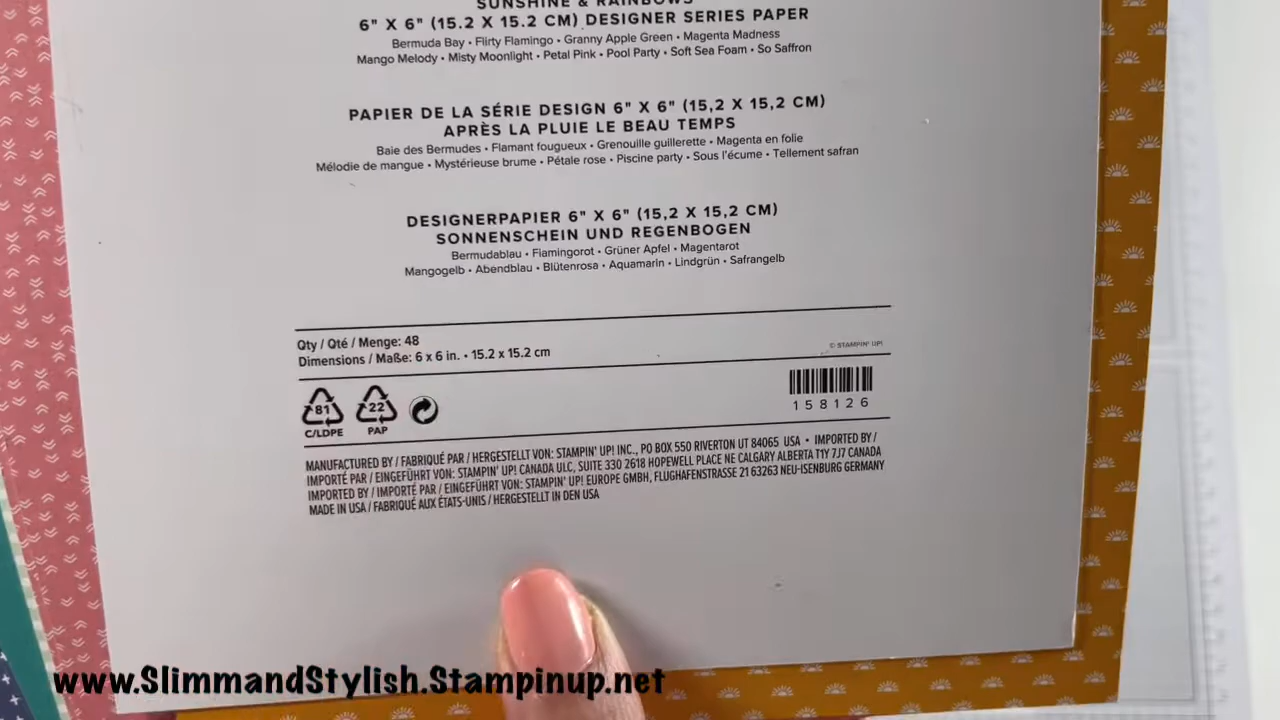 SUNSHINE & RAINBOWS
6" X 6" (15.2 X 15.2 CM) DESIGNER SERIES PAPER
Bermuda Bay • Flirty Flamingo • Granny Apple Green • Magenta Madness
Mango Melody • Misty Moonlight • Petal Pink • Pool Party • Soft Sea Foam • So Saffron
PAPIER DE LA SÉRIE DESIGN 6" X 6" (15,2 X 15,2 CM)
APRÈS LA PLUIE LE BEAU TEMPS
Baie des Bermudes • Flamant fougueux • Grenouille guillerette • Magenta en folie
Mélodie de mangue • Mystérieuse brume • Pétale rose • Piscine party • Sous l'écume • Tellement safran
DESIGNERPAPIER 6" X 6" (15,2 X 15,2 CM)
SONNENSCHEIN UND REGENBOGEN
Bermudablau • Flamingorot • Grüner Apfel • Magentarot
Mangogelb • Abendblau • Blütenrosa • Aquamarin • Lindgrün • Safrangelb
Qty / Qté / Menge: 48
Dimensions / Maße: 6 x 6 in. • 15.2 x 15.2 cm
© STAMPIN' UP!
81
C/LDPE
22
PAP
158126
MANUFACTURED BY / FABRIQUÉ PAR / HERGESTELLT VON: STAMPIN' UP! INC., PO BOX 550 RIVERTON UT 84065 USA • IMPORTED BY /
IMPORTÉ PAR / EINGEFÜHRT VON: STAMPIN' UP! CANADA ULC, SUITE 330 2618 HOPEWELL PLACE NE CALGARY ALBERTA T1Y 7J7 CANADA
IMPORTED BY / IMPORTÉ PAR / EINGEFÜHRT VON: STAMPIN' UP! EUROPE GMBH, FLUGHAFENSTRASSE 21 63263 NEU-ISENBURG GERMANY
MADE IN USA / FABRIQUÉ AUX ÉTATS-UNIS / HERGESTELLT IN DEN USA
www.SlimmandStylish.Stampinup.net